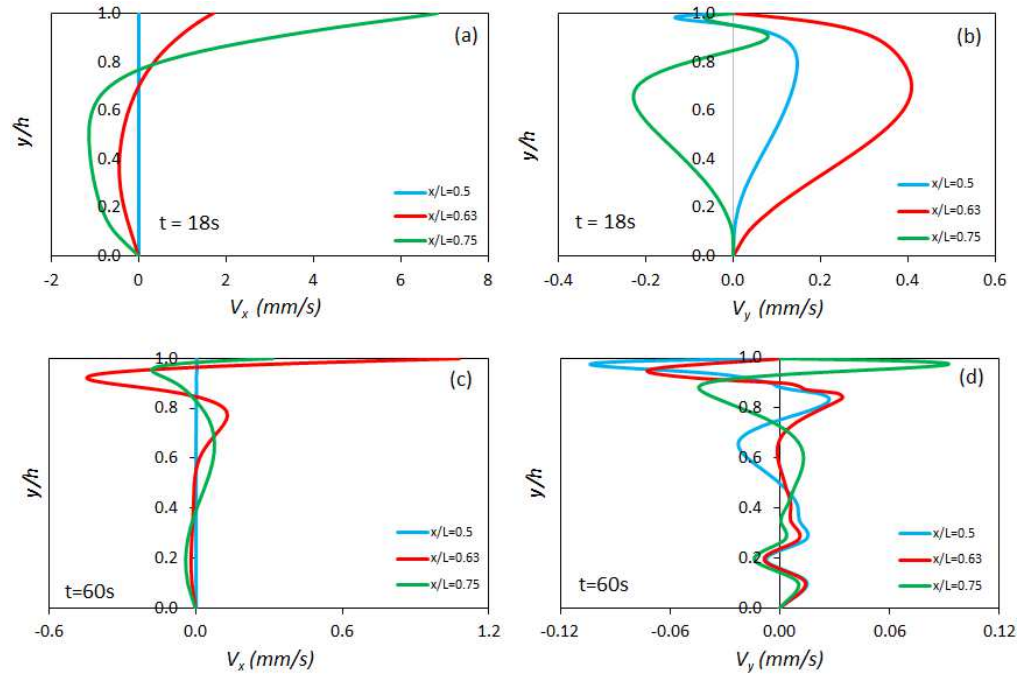 1.0
(a)
0.8
0.6
y/h
0.4
x/L=0.5
x/L=0.63
0.2
t = 18s
x/L=0.75
0.0
-2 0 2 4 6 8
Vx (mm/s)
1.0
(b)
0.8
0.6
y/h
0.4
x/L=0.5
0.2
x/L=0.63
t = 18s
x/L=0.75
0.0
-0.4 -0.2 0.0 0.2 0.4 0.6
Vy (mm/s)
1.0
(c)
0.8
0.6
y/h
0.4
x/L=0.5
x/L=0.63
0.2
t=60s
x/L=0.75
0.0
-0.6 0.0 0.6 1.2
Vx (mm/s)
1.0
(d)
0.8
0.6
y/h
0.4
x/L=0.5
x/L=0.63
0.2
t=60s
x/L=0.75
0.0
-0.12 -0.06 0.00 0.06 0.12
Vy (mm/s)